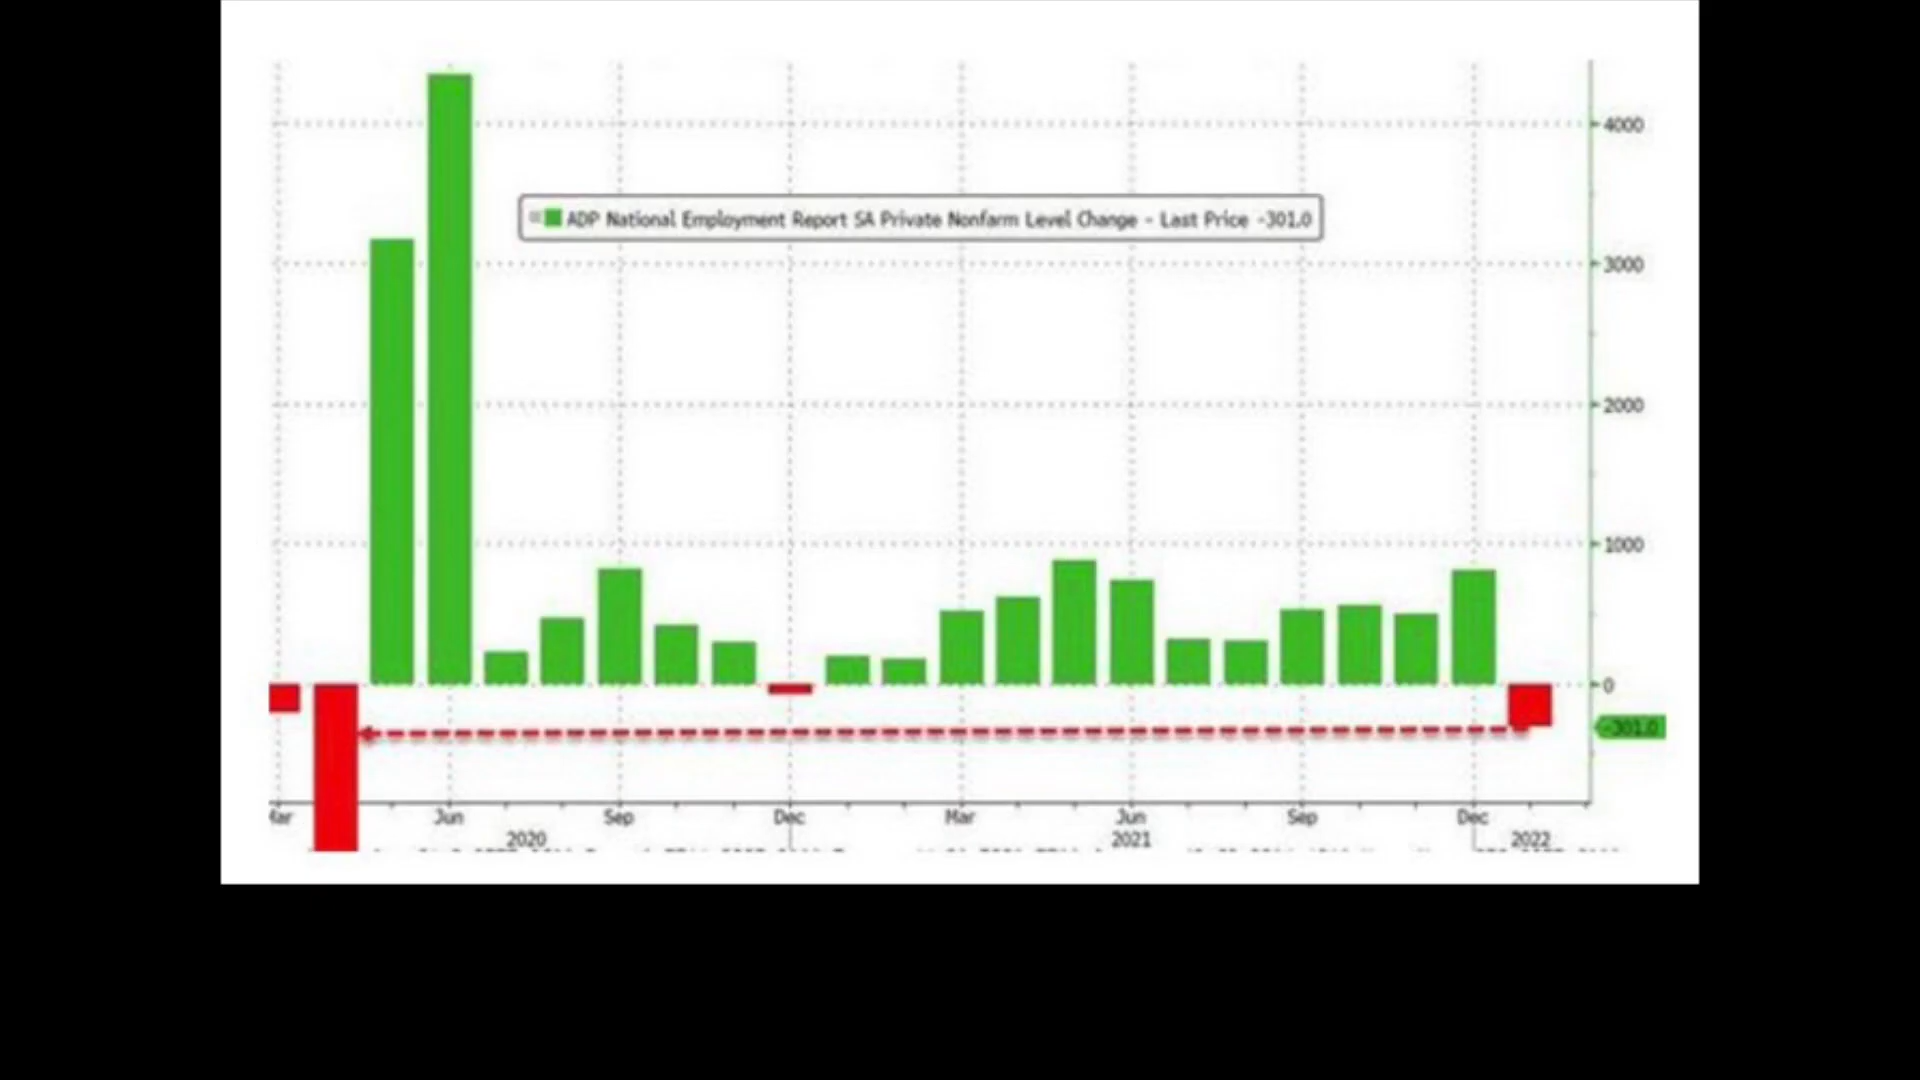 ADP National Employment Report SA Private Nonfarm Level Change - Last Price -301.0
4000
3000
2000
1000
0
-301.0
Jun Sep Dec Mar Jun Sep Dec
2020 2021 2022